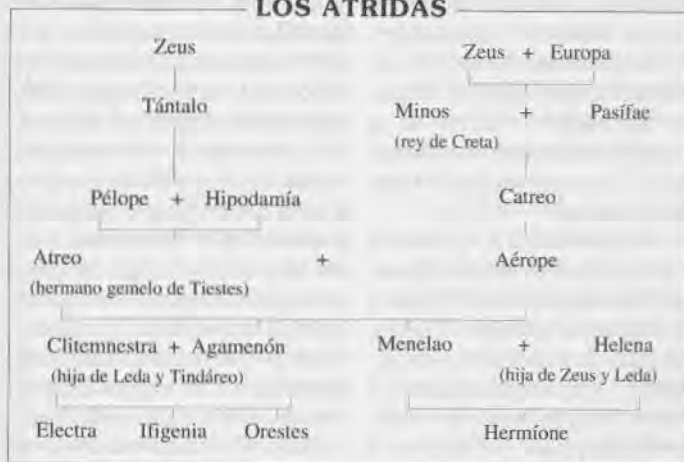 LOS ATRIDAS
Zeus Zeus + Europa
Tántalo Minos + Pasífae
(rey de Creta)
Pélope + Hipodamía Catreo
Atreo + Aérope
(hermano gemelo de Tiestes)
Clitemnestra + Agamenón Menelao + Helena
(hija de Leda y Tindáreo) (hija de Zeus y Leda)
Electra Ifigenia Orestes Hermíone